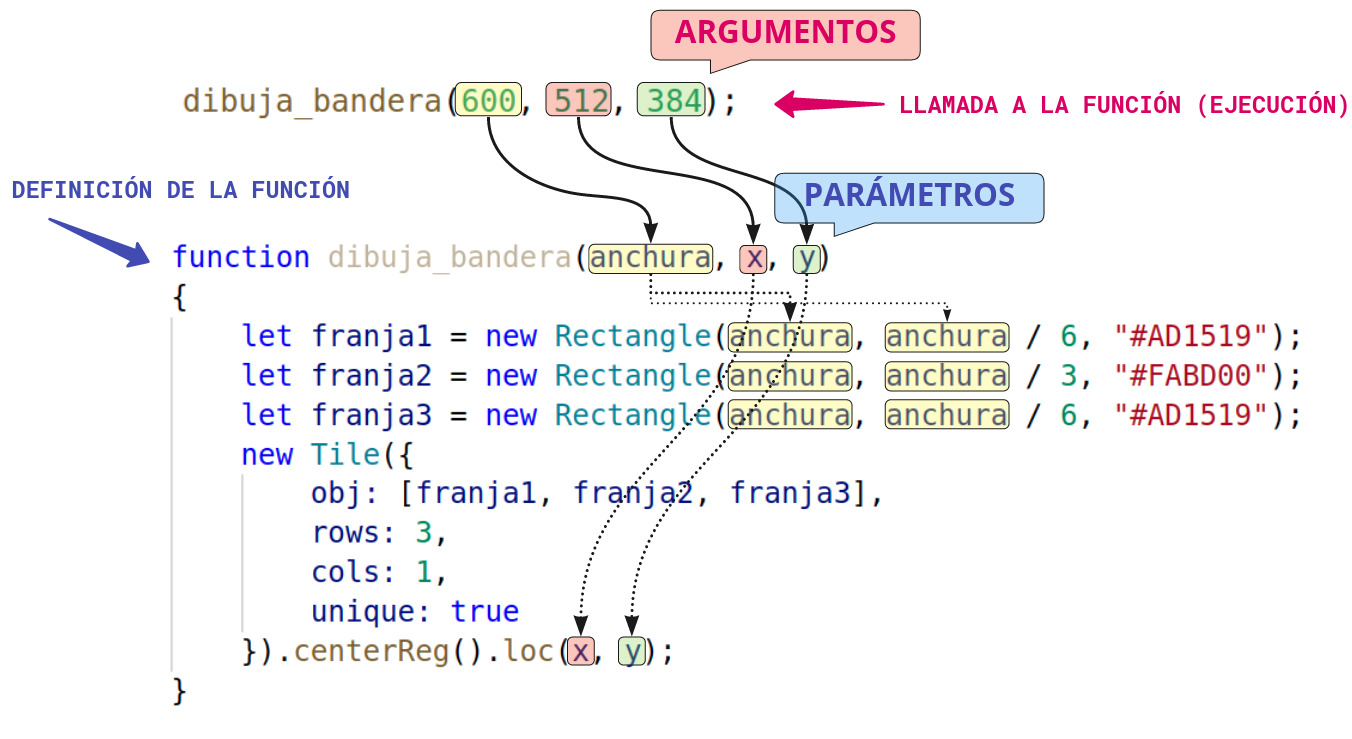 ARGUMENTOS
dibuja_bandera(600, 512, 384);
LLAMADA A LA FUNCIÓN (EJECUCIÓN)
DEFINICIÓN DE LA FUNCIÓN
PARÁMETROS
function dibuja_bandera(anchura, x, y)
{
    let franja1 = new Rectangle(anchura, anchura / 6, "#AD1519");
    let franja2 = new Rectangle(anchura, anchura / 3, "#FABD00");
    let franja3 = new Rectangle(anchura, anchura / 6, "#AD1519");
    new Tile({
        obj: [franja1, franja2, franja3],
        rows: 3,
        cols: 1,
        unique: true
    }).centerReg().loc(x, y);
}